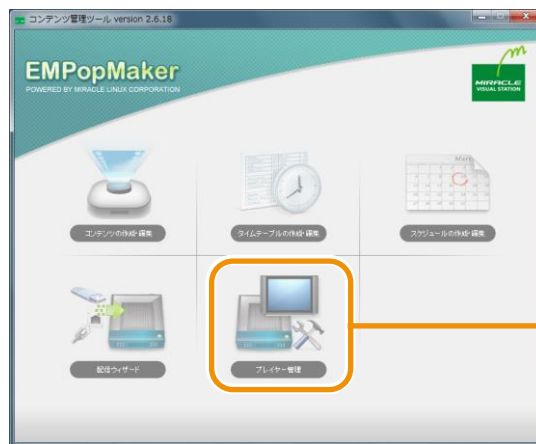 コンテンツ管理ツール version 2.6.18
EMPopMaker
POWERED BY MIRACLE LINUX CORPORATION
m
MIRACLE
VISUAL STATION
March
コンテンツの作成・編集
タイムテーブルの作成・編集
スケジュールの作成・編集
配信ウィザード
プレイヤー管理